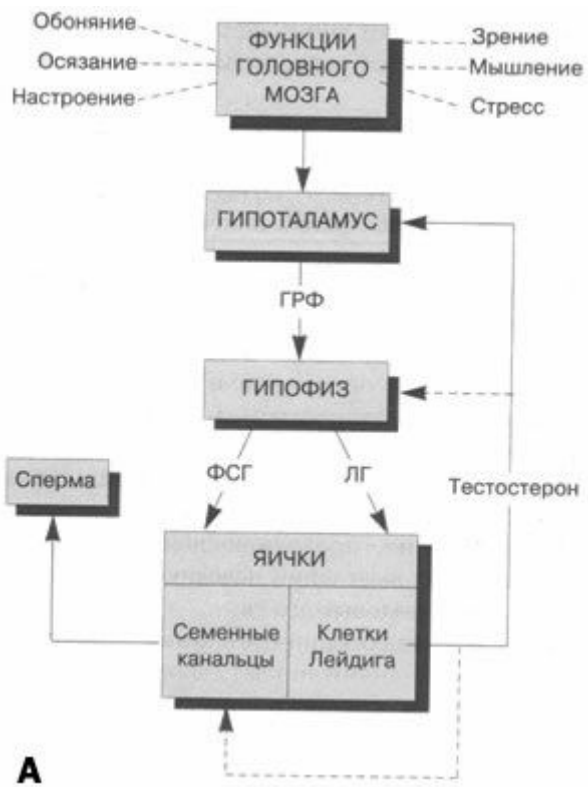 Обоняние
Осязание
Настроение
ФУНКЦИИ
ГОЛОВНОГО
МОЗГА
Зрение
Мышление
Стресс
ГИПОТАЛАМУС
ГРФ
ГИПОФИЗ
ФСГ
ЛГ
Тестостерон
Сперма
ЯИЧКИ
Семенные
канальцы
Клетки
Лейдига
А